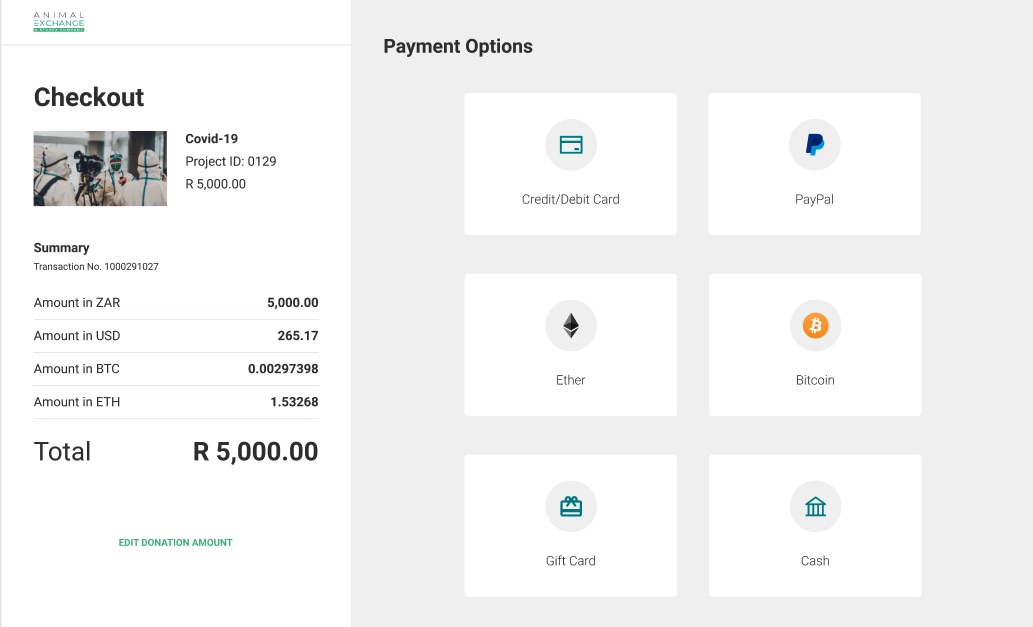 ANIMAL
EXCHANGE
Checkout
Covid-19
Project ID: 0129
R 5,000.00
Summary
Transaction No. 1000291027
Amount in ZAR 5,000.00
Amount in USD 265.17
Amount in BTC 0.00297398
Amount in ETH 1.53268
Total R 5,000.00
EDIT DONATION AMOUNT
Payment Options
Credit/Debit Card PayPal
Ether Bitcoin
Gift Card Cash